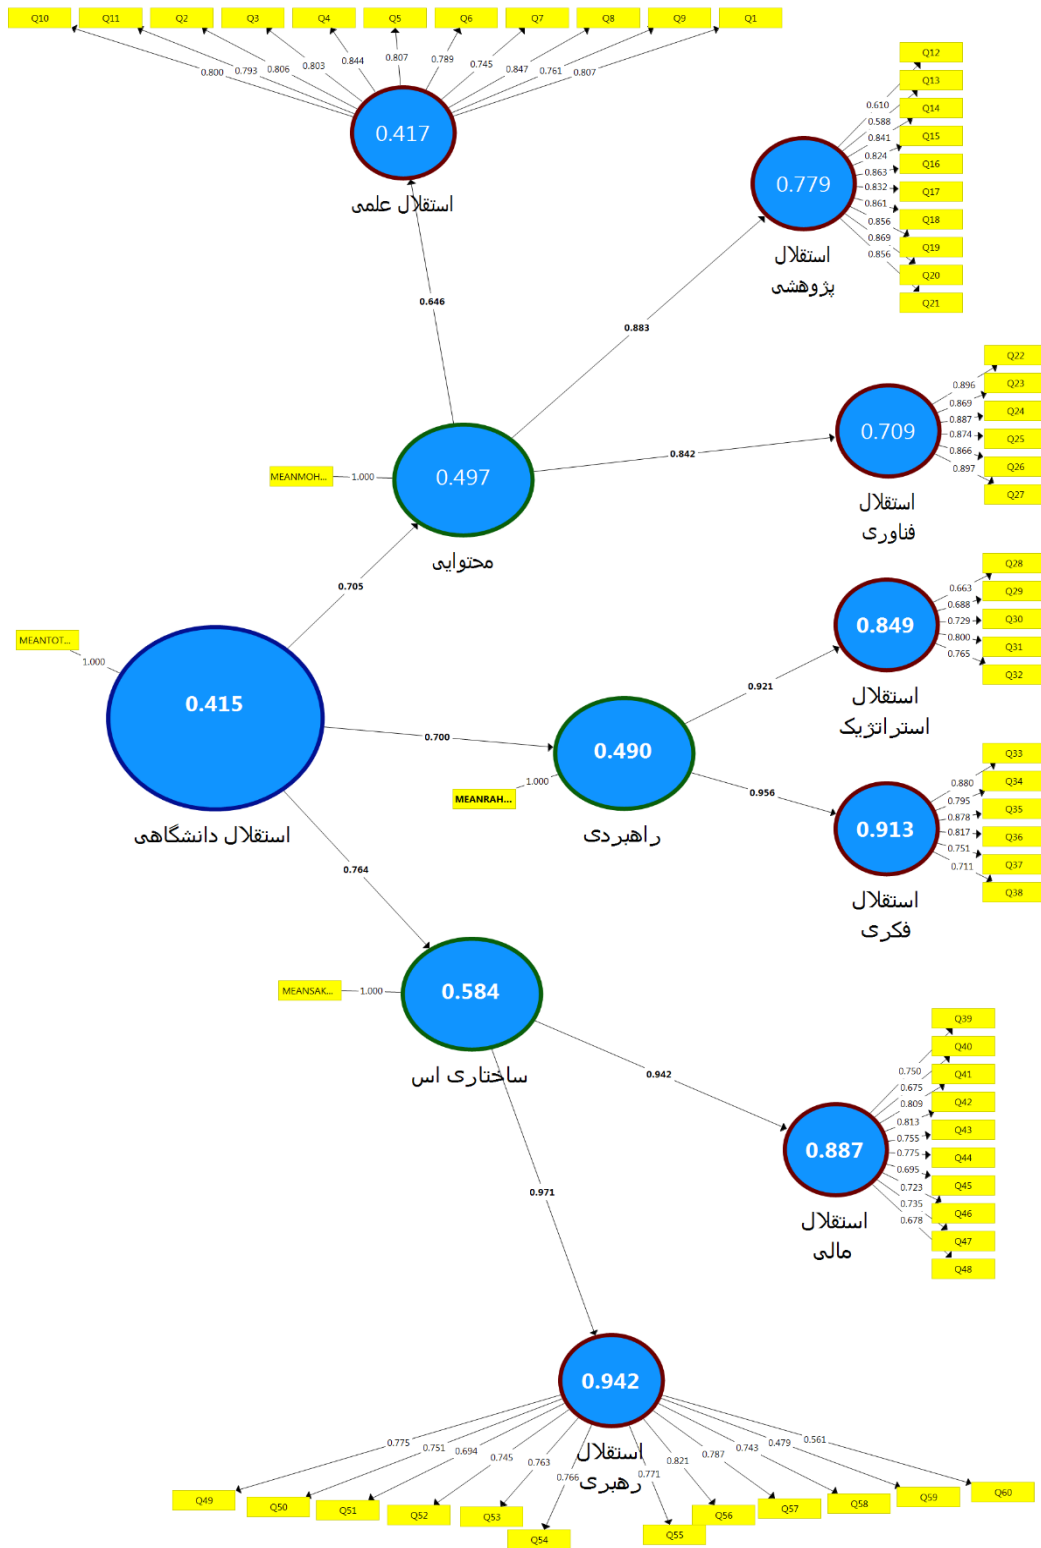 Q10 Q11 Q2 Q3 Q4 Q5 Q6 Q7 Q8 Q9 Q1
0.800 0.793 0.806 0.803 0.844 0.807 0.789 0.745 0.847 0.761 0.807
0.417
استقلال علمی
Q12
Q13
Q14
Q15
Q16
Q17
Q18
Q19
Q20
Q21
0.610
0.588
0.841
0.824
0.863
0.832
0.861
0.856
0.869
0.856
0.779
استقلال
پژوهشی
0.646
0.883
Q22
Q23
Q24
Q25
Q26
Q27
0.896
0.869
0.887
0.874
0.866
0.897
0.709
استقلال
فناوری
0.842
MEANMOH...
1.000
0.497
محتوایی
0.705
Q28
Q29
Q30
Q31
Q32
0.663
0.688
0.729
0.800
0.765
0.849
استقلال
استراتژیک
MEANTOT...
1.000
0.415
استقلال دانشگاهی
0.700
0.921
MEANRAH...
1.000
0.490
راهبردی
0.956
Q33
Q34
Q35
Q36
Q37
Q38
0.880
0.795
0.878
0.817
0.751
0.711
0.913
استقلال
فکری
0.764
MEANSAK...
1.000
0.584
ساختاری اس
0.942
Q39
Q40
Q41
Q42
Q43
Q44
Q45
Q46
Q47
Q48
0.750
0.675
0.809
0.813
0.755
0.775
0.695
0.723
0.735
0.678
0.887
استقلال
مالی
0.971
0.942
استقلال
رهبری
0.775 0.751 0.694 0.745 0.763 0.766 0.771 0.821 0.787 0.743 0.479 0.561
Q49 Q50 Q51 Q52 Q53 Q54 Q55 Q56 Q57 Q58 Q59 Q60